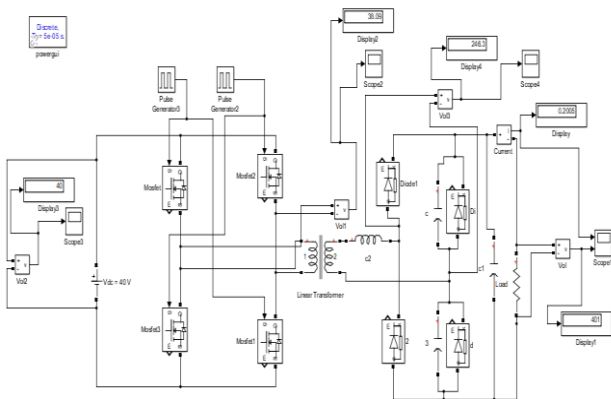 Discrete,
= 5e-05 s
powergui
38.09
Display2
Scope2
246.3
Display4
Scope4
Vol3
Pulse
Generator3
Pulse
Generator2
0.2005
Display
Current
Mosfet
Mosfet2
Diode1
Di
c
40
Display3
Scope3
Vol2
Vdc = 40 V
Vol1
1
2
c2
Linear Transformer
c1
Load
Vol
Scope1
401
Display1
Mosfet3
Mosfet1
2
3
d